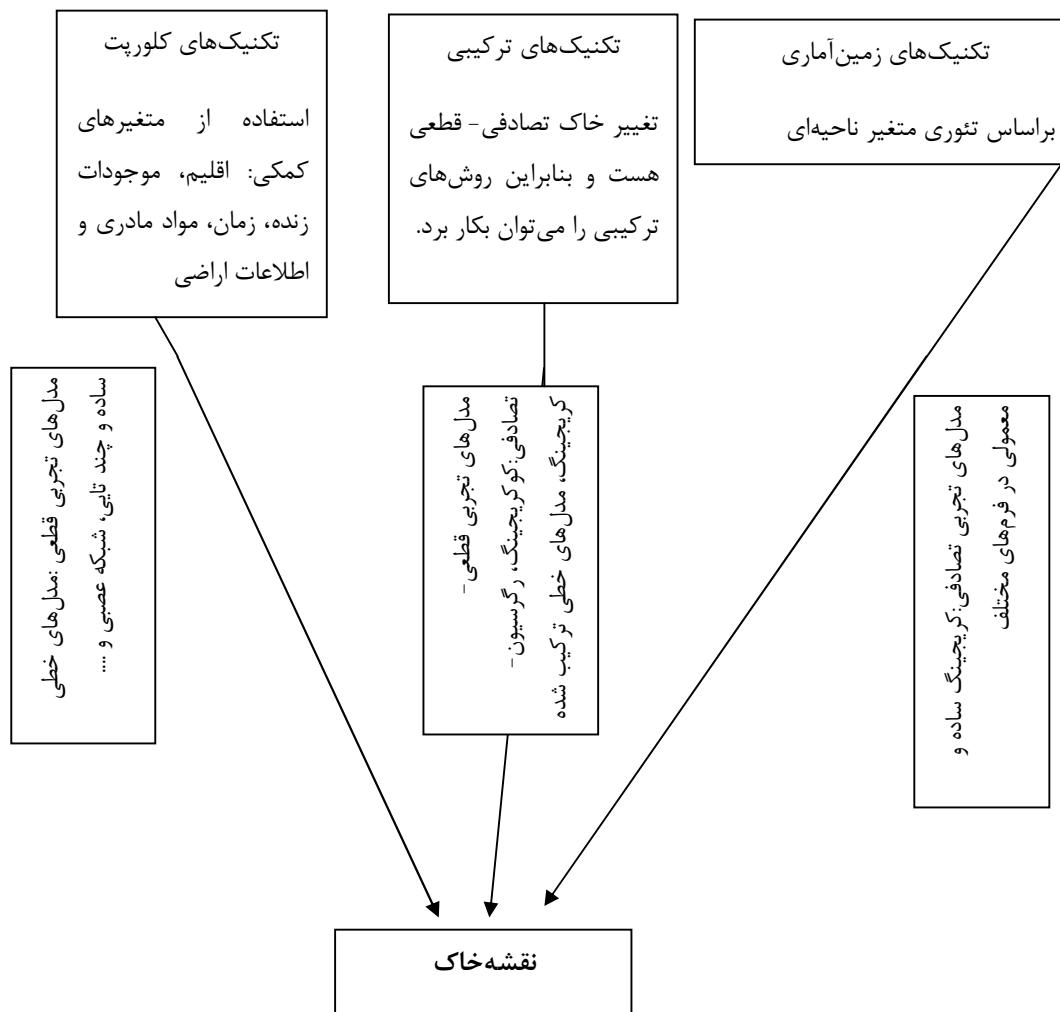 تکنیک‌های زمین‌آماری
براساس تئوری متغیر ناحیه‌ای
تکنیک‌های ترکیبی
تغییر خاک تصادفی- قطعی
هست و بنابراین روش‌های
ترکیبی را می‌توان بکار برد.
تکنیک‌های کلورپت
استفاده از متغیرهای
کمکی: اقلیم، موجودات
زنده، زمان، مواد مادری و
اطلاعات اراضی
مدل‌های تجربی تصادفی:کریجینگ ساده و
معمولی در فرم‌های مختلف
مدل‌های تجربی قطعی-
تصادفی:کوکریجینگ، رگرسیون-
کریجینگ، مدل‌های خطی ترکیب شده
مدل‌های تجربی قطعی :مدل‌های خطی
ساده و چند تایی، شبکه عصبی و ....
نقشه‌خاک